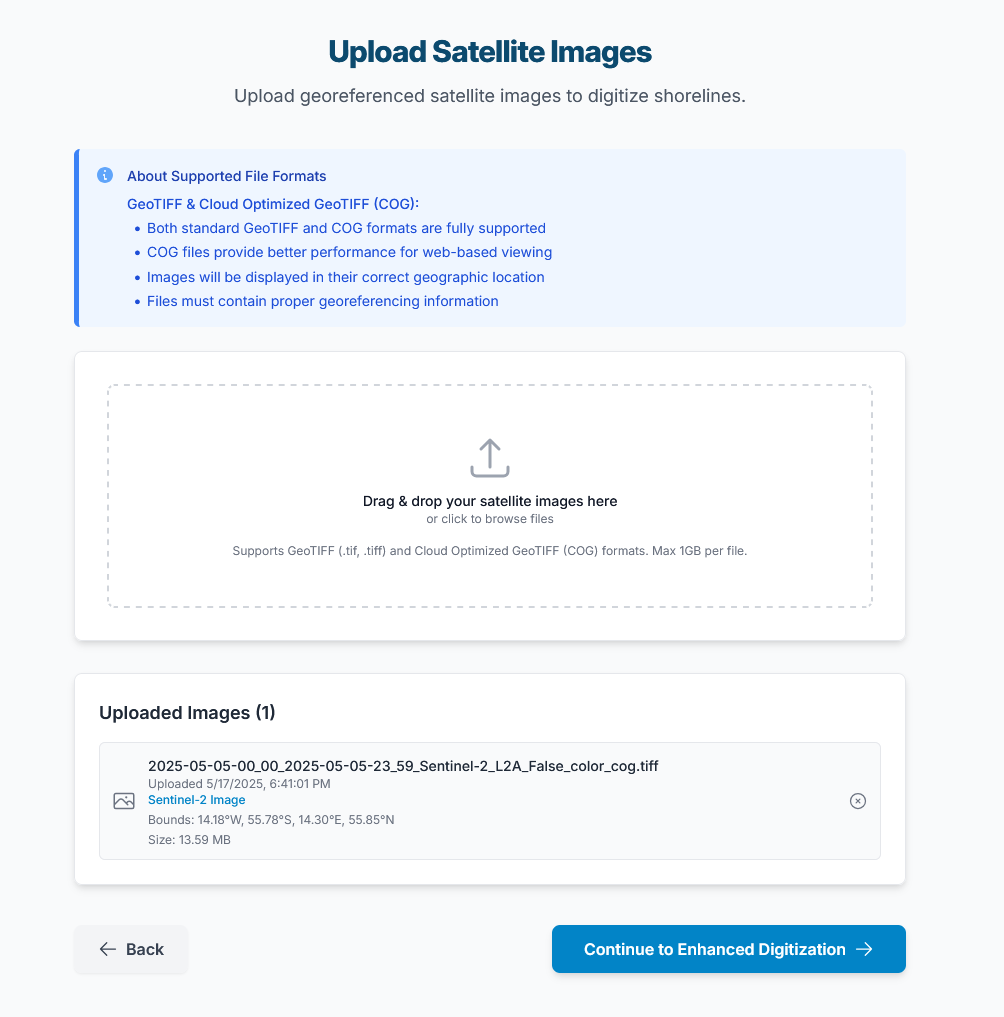 Upload Satellite Images
Upload georeferenced satellite images to digitize shorelines.
About Supported File Formats
GeoTIFF & Cloud Optimized GeoTIFF (COG):
• Both standard GeoTIFF and COG formats are fully supported
• COG files provide better performance for web-based viewing
• Images will be displayed in their correct geographic location
• Files must contain proper georeferencing information
Drag & drop your satellite images here
or click to browse files
Supports GeoTIFF (.tif, .tiff) and Cloud Optimized GeoTIFF (COG) formats. Max 1GB per file.
Uploaded Images (1)
2025-05-05-00_00_2025-05-05-23_59_Sentinel-2_L2A_False_color_cog.tiff
Uploaded 5/17/2025, 6:41:01 PM
Sentinel-2 Image
Bounds: 14.18°W, 55.78°S, 14.30°E, 55.85°N
Size: 13.59 MB
Back
Continue to Enhanced Digitization